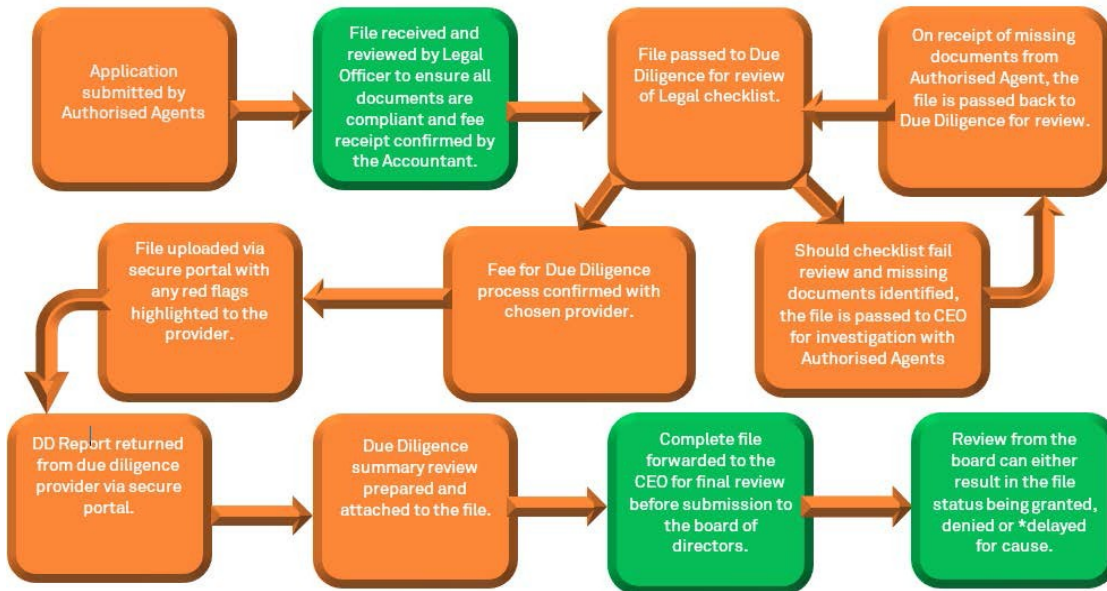 Application
submitted by
Authorised Agents
File received and
reviewed by Legal
Officer to ensure all
documents are
compliant and fee
receipt confirmed by
the Accountant.
File passed to Due
Diligence for review
of Legal checklist.
On receipt of missing
documents from
Authorised Agent, the
file is passed back to
Due Diligence for review.
File uploaded via
secure portal with
any red flags
highlighted to the
provider.
Fee for Due Diligence
process confirmed with
chosen provider.
Should checklist fail
review and missing
documents identified,
the file is passed to CEO
for investigation with
Authorised Agents
DD Report returned
from due diligence
provider via secure
portal.
Due Diligence
summary review
prepared and
attached to the file.
Complete file
forwarded to the
CEO for final review
before submission to
the board of
directors.
Review from the
board can either
result in the file
status being granted,
denied or *delayed
for cause.